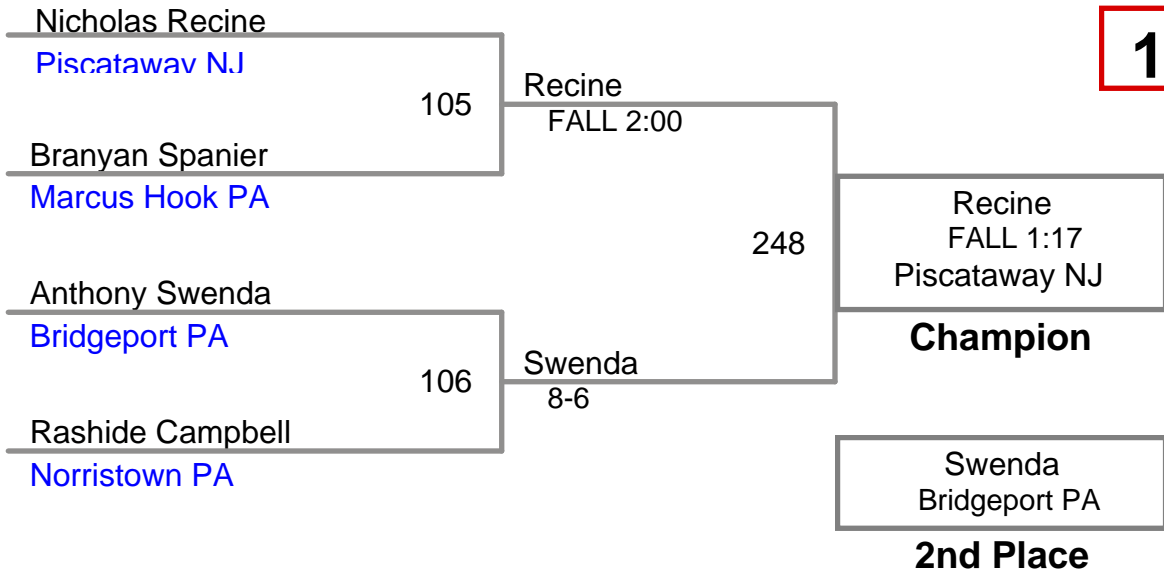 Nicholas Recine
Piscataway NJ
105
Branyan Spanier
Marcus Hook PA
Recine
FALL 2:00
Anthony Swenda
Bridgeport PA
106
Rashide Campbell
Norristown PA
Swenda
8-6
248
1
Recine
FALL 1:17
Piscataway NJ
Champion
Swenda
Bridgeport PA
2nd Place